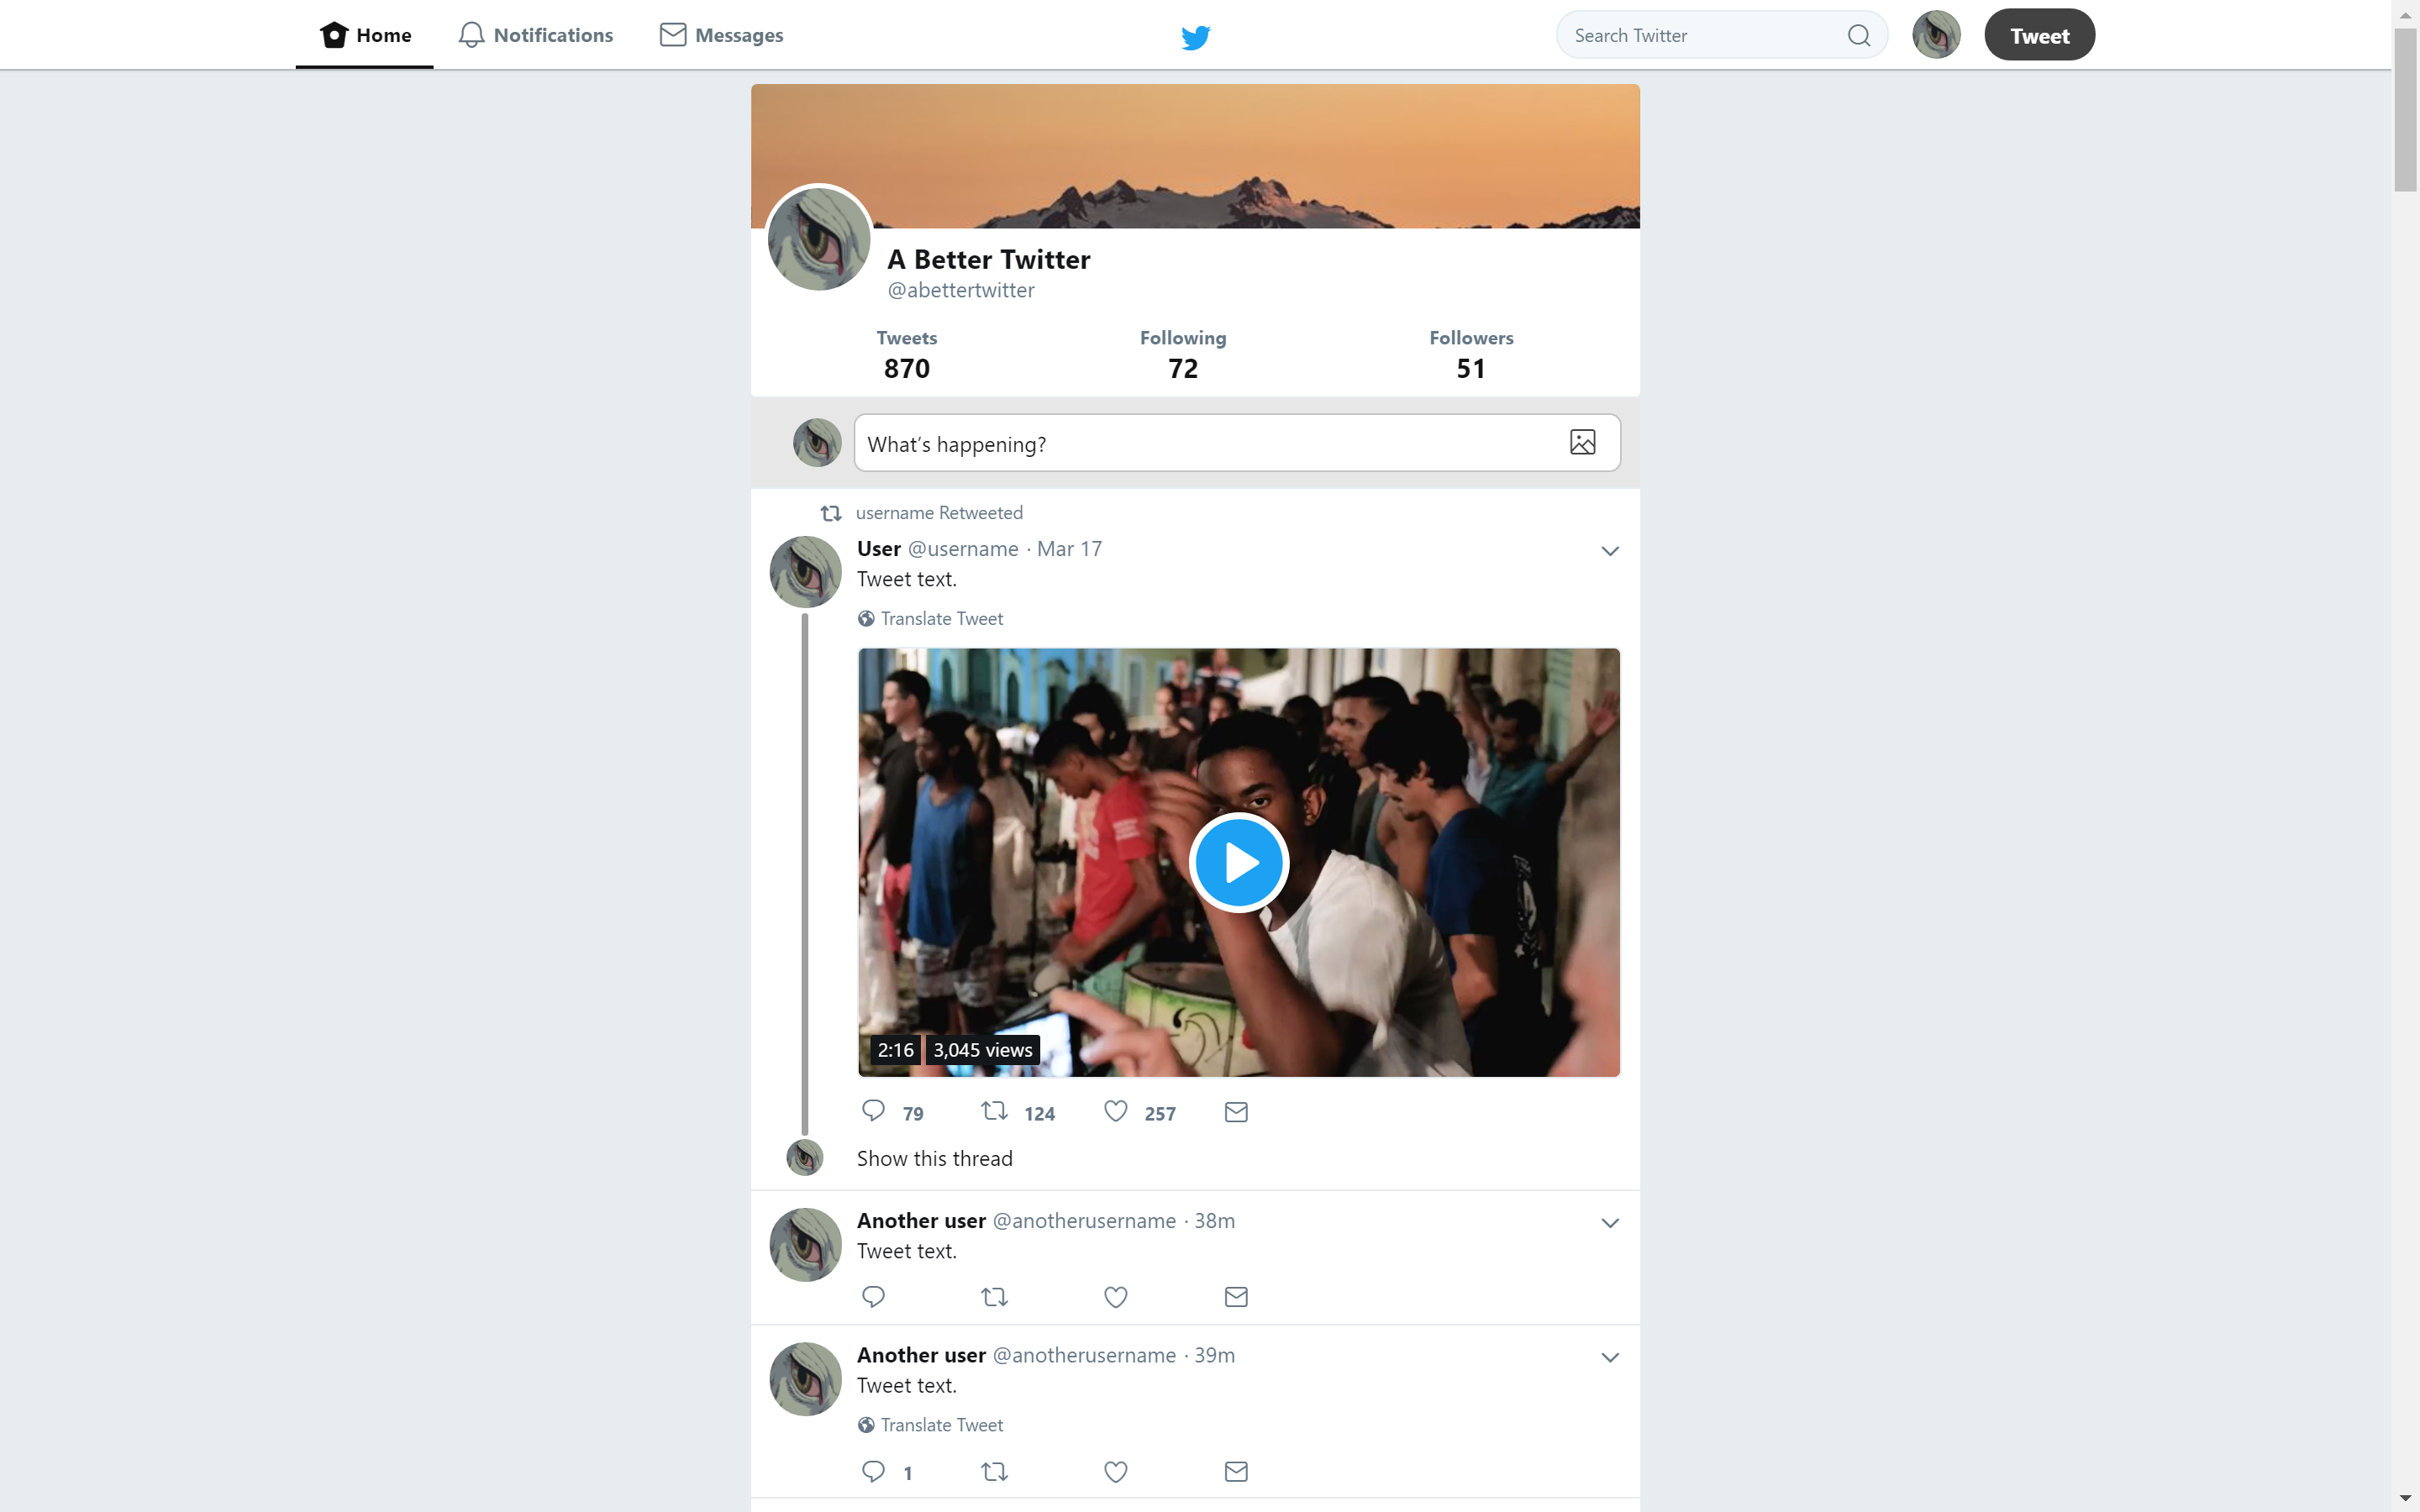 Home Notifications Messages Search Twitter Tweet
A Better Twitter
@abettertwitter
Tweets Following Followers
870 72 51
What’s happening?
username Retweeted
User @username · Mar 17
Tweet text.
Translate Tweet
2:16 3,045 views
79 124 257
Show this thread
Another user @anotherusername · 38m
Tweet text.
Another user @anotherusername · 39m
Tweet text.
Translate Tweet
1